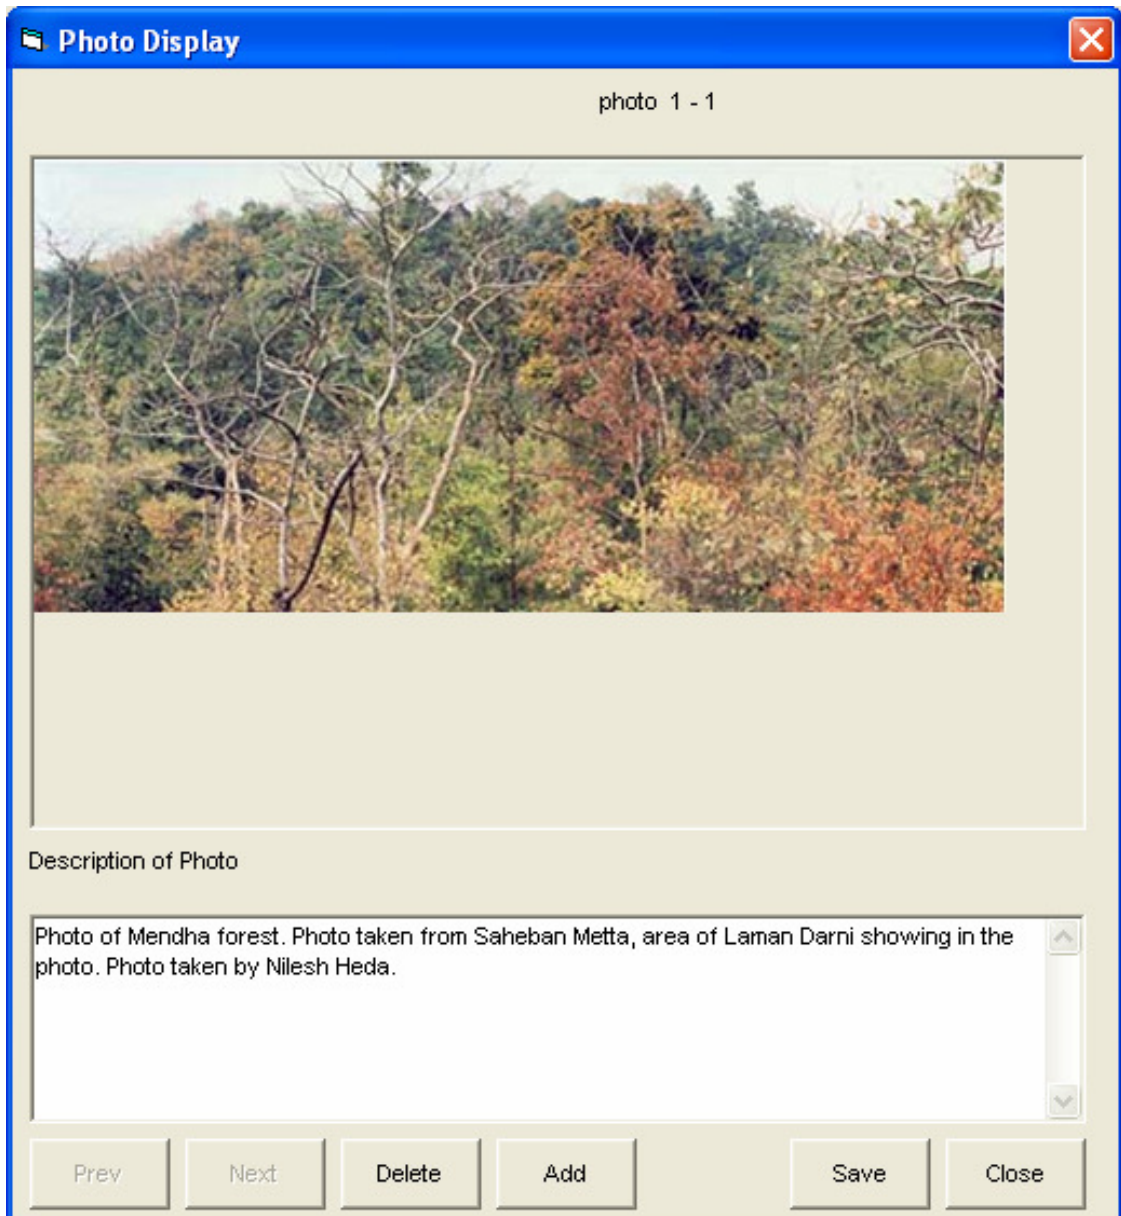 Photo Display
photo 1 - 1
Description of Photo
Photo of Mendha forest. Photo taken from Saheban Metta, area of Laman Darni showing in the
photo. Photo taken by Nilesh Heda.
Prev Next Delete Add Save Close